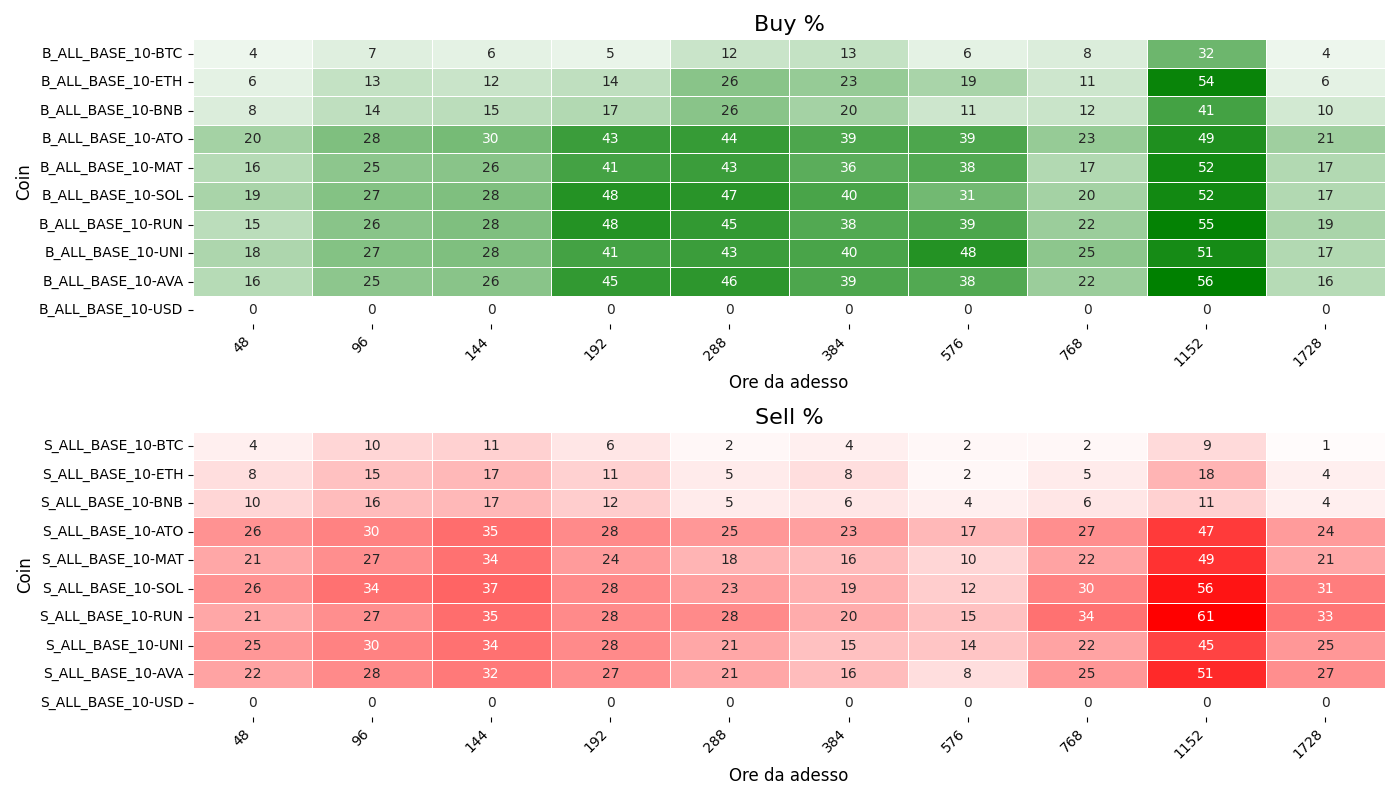 Buy %
Coin
B_ALL_BASE_10-BTC 4 7 6 5 12 13 6 8 32 4
B_ALL_BASE_10-ETH 6 13 12 14 26 23 19 11 54 6
B_ALL_BASE_10-BNB 8 14 15 17 26 20 11 12 41 10
B_ALL_BASE_10-ATO 20 28 30 43 44 39 39 23 49 21
B_ALL_BASE_10-MAT 16 25 26 41 43 36 38 17 52 17
B_ALL_BASE_10-SOL 19 27 28 48 47 40 31 20 52 17
B_ALL_BASE_10-RUN 15 26 28 48 45 38 39 22 55 19
B_ALL_BASE_10-UNI 18 27 28 41 43 40 48 25 51 17
B_ALL_BASE_10-AVA 16 25 26 45 46 39 38 22 56 16
B_ALL_BASE_10-USD 0 0 0 0 0 0 0 0 0 0
48 96 144 192 288 384 576 768 1152 1728
Ore da adesso
Sell %
Coin
S_ALL_BASE_10-BTC 4 10 11 6 2 4 2 2 9 1
S_ALL_BASE_10-ETH 8 15 17 11 5 8 2 5 18 4
S_ALL_BASE_10-BNB 10 16 17 12 5 6 4 6 11 4
S_ALL_BASE_10-ATO 26 30 35 28 25 23 17 27 47 24
S_ALL_BASE_10-MAT 21 27 34 24 18 16 10 22 49 21
S_ALL_BASE_10-SOL 26 34 37 28 23 19 12 30 56 31
S_ALL_BASE_10-RUN 21 27 35 28 28 20 15 34 61 33
S_ALL_BASE_10-UNI 25 30 34 28 21 15 14 22 45 25
S_ALL_BASE_10-AVA 22 28 32 27 21 16 8 25 51 27
S_ALL_BASE_10-USD 0 0 0 0 0 0 0 0 0 0
48 96 144 192 288 384 576 768 1152 1728
Ore da adesso